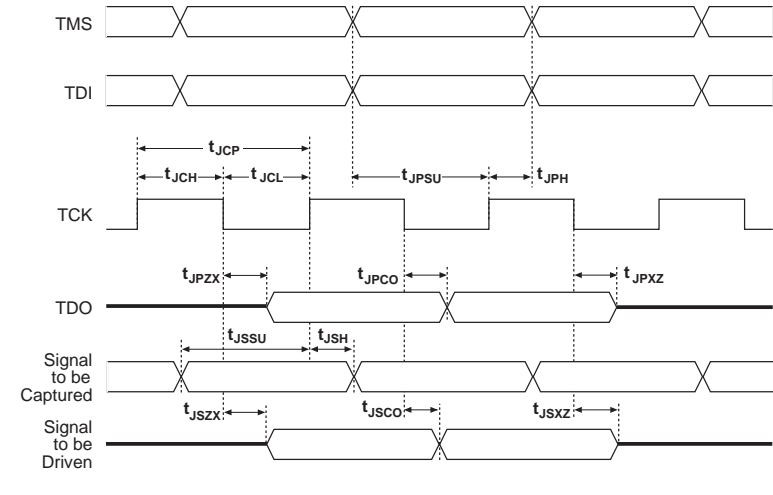 TMS
TDI
tJCP
tJCH tJCL tJPSU tJPH
TCK
tJPZX tJPCO tJPXZ
TDO
tJSSU tJSH
Signal
to be
Captured
tJSZX tJSCO tJSXZ
Signal
to be
Driven